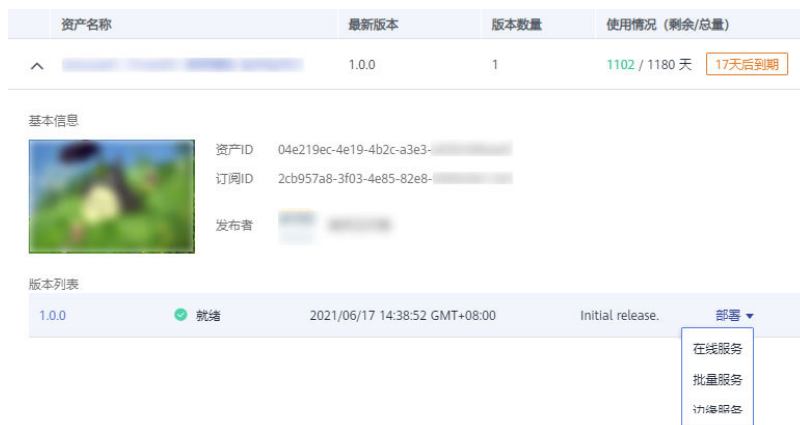 资产名称 最新版本 版本数量 使用情况（剩余/总量）
1.0.0 1 1102 / 1180 天 17天后到期
基本信息
资产ID 04e219ec-4e19-4b2c-a3e3-
订阅ID 2cb957a8-3f03-4e85-82e8-
发布者
版本列表
1.0.0 就绪 2021/06/17 14:38:52 GMT+08:00 Initial release. 部署
在线服务
批量服务
边缘服务